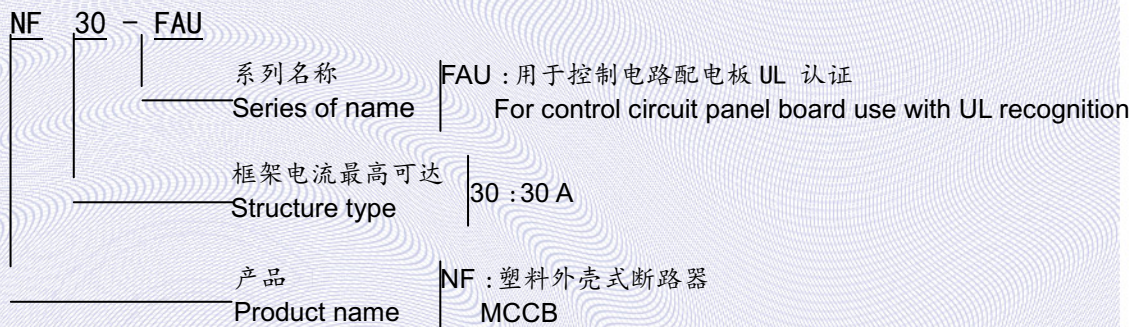 NF 30 - FAU
系列名称 FAU :用于控制电路配电板 UL 认证
Series of name For control circuit panel board use with UL recognition
框架电流最高可达
30 :30 A
Structure type
产品 NF :塑料外壳式断路器
Product name MCCB